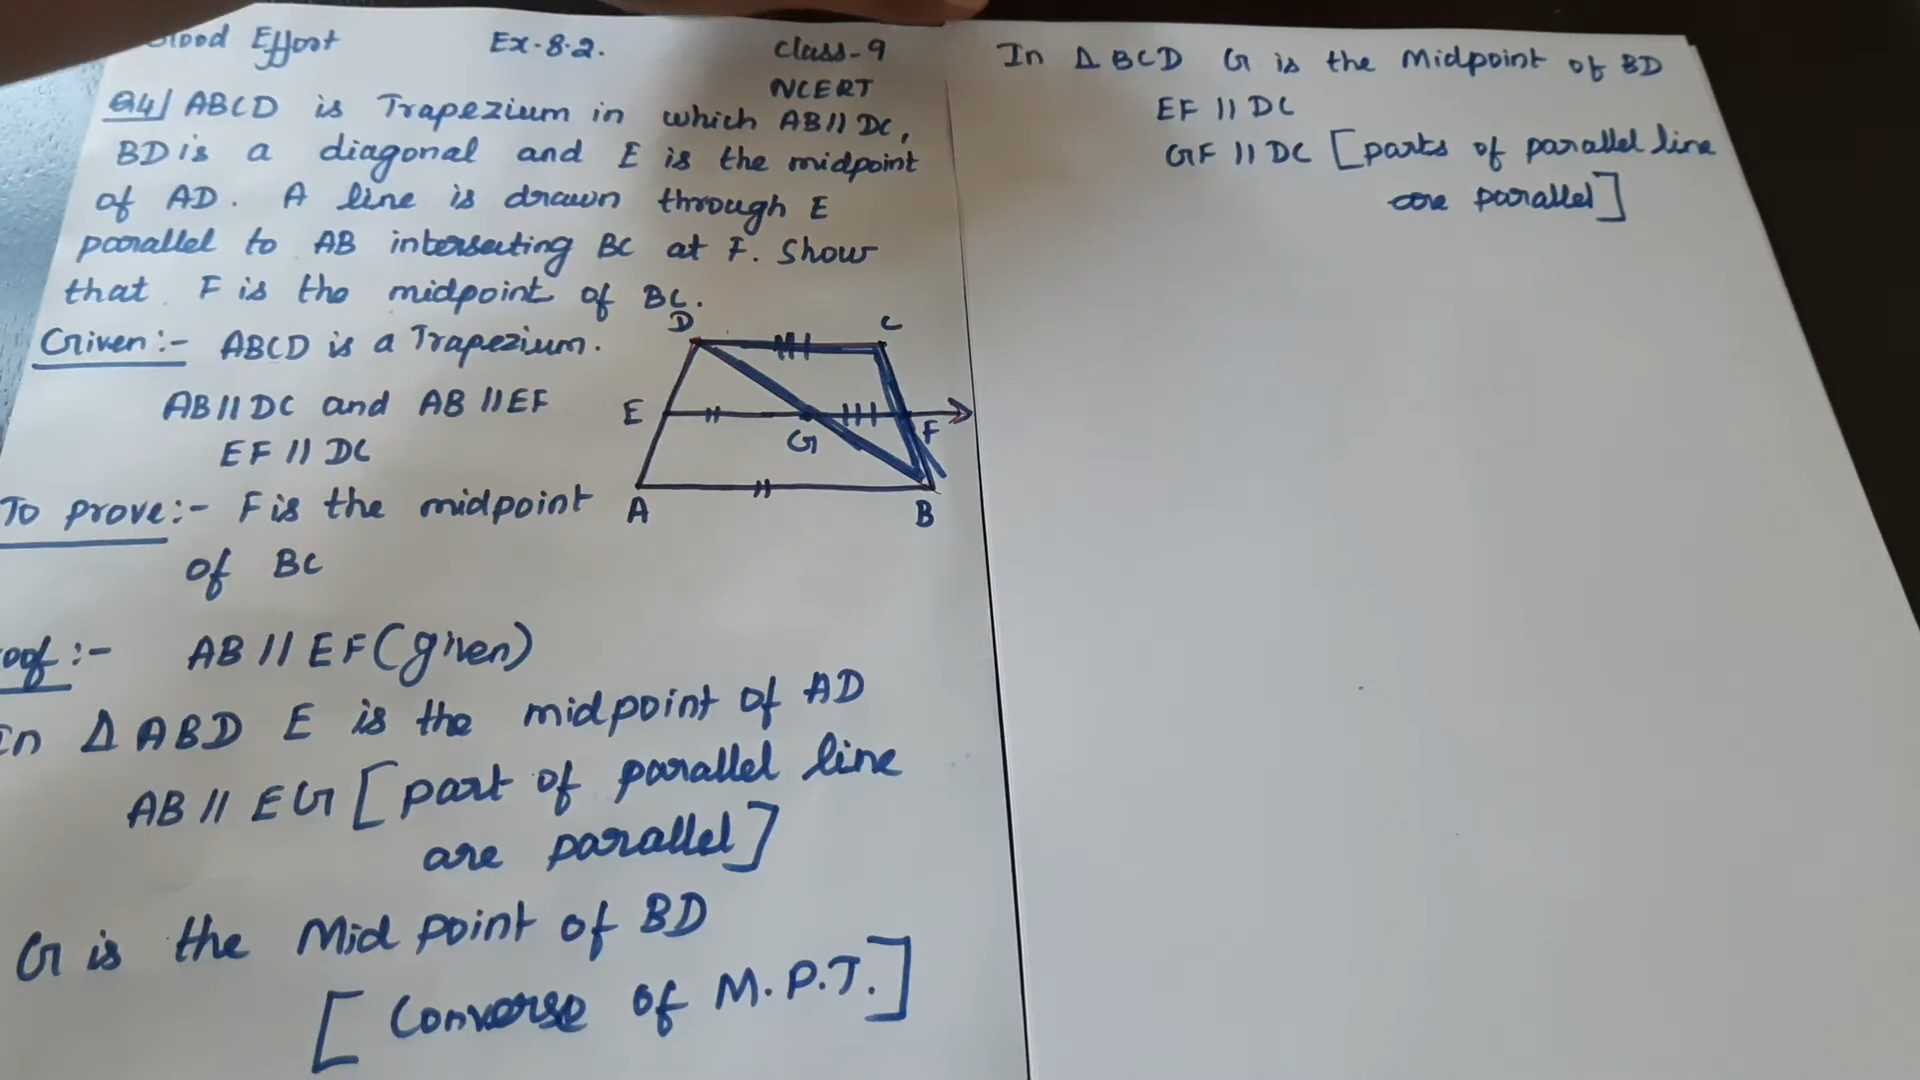 Effort Ex-8.2. Class-9
NCERT
Q4/ ABCD is Trapezium in which AB || DC,
BD is a diagonal and E is the midpoint
of AD. A line is drawn through E
parallel to AB intersecting BC at F. Show
that F is the midpoint of BC.
Given:- ABCD is a Trapezium.
AB || DC and AB || EF
EF || DC
To prove:- F is the midpoint
of BC
D C
E G F
A B
oof:- AB || EF (given)
In Δ ABD E is the midpoint of AD
AB || EG [part of parallel line
are parallel]
G is the Mid point of BD
[Converse of M.P.T.]
In Δ BCD G is the Midpoint of BD
EF || DC
GF || DC [parts of parallel line
are parallel]